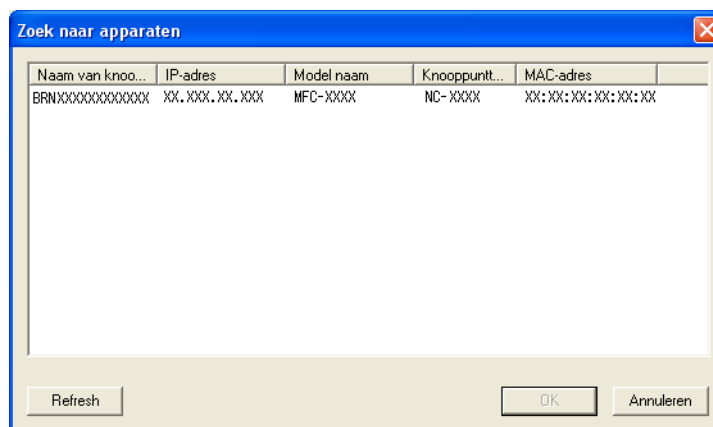 Zoek naar apparaten
Naam van knoo... IP-adres Model naam Knooppuntt... MAC-adres
BRNXXXXXXXXXXXX XX.XXX.XX.XXX MFC-XXXX NC-XXXX XX:XX:XX:XX:XX:XX
Refresh OK Annuleren